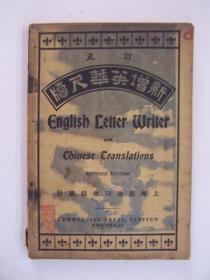 訂正
新增英華尺牘
English Letter Writer
WITH
Chinese Translations
REVISED EDITION
上海商務印書館發行
COMMERCIAL PRESS, LIMITED
SHANGHAI